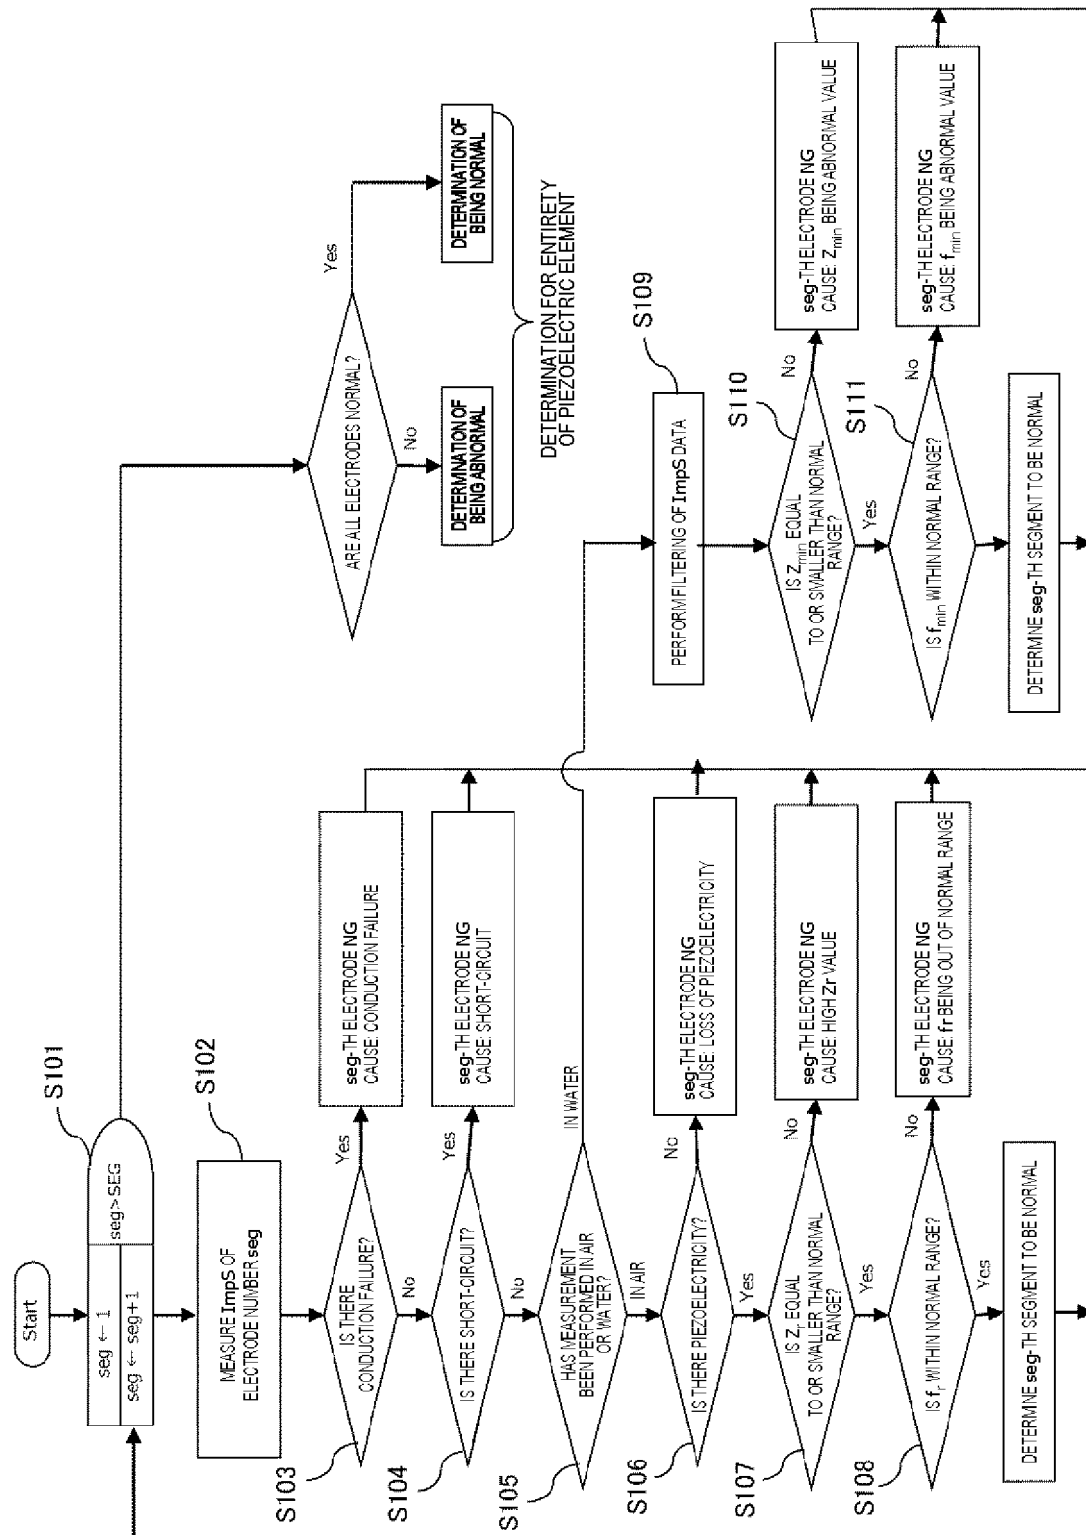 Start
seg ← 1
seg ← seg+1
seg > SEG
S101
MEASURE ImpS OF
ELECTRODE NUMBER seg
S102
IS THERE
CONDUCTION FAILURE?
S103
Yes
No
seg-TH ELECTRODE NG
CAUSE: CONDUCTION FAILURE
IS THERE SHORT-CIRCUIT?
S104
Yes
No
seg-TH ELECTRODE NG
CAUSE: SHORT-CIRCUIT
HAS MEASUREMENT
BEEN PERFORMED IN AIR
OR WATER?
S105
IN WATER
IN AIR
IS THERE PIEZOELECTRICITY?
S106
No
Yes
seg-TH ELECTRODE NG
CAUSE: LOSS OF PIEZOELECTRICITY
IS Zr EQUAL
TO OR SMALLER THAN NORMAL
RANGE?
S107
No
Yes
seg-TH ELECTRODE NG
CAUSE: HIGH Zr VALUE
IS fr WITHIN NORMAL RANGE?
S108
No
Yes
seg-TH ELECTRODE NG
CAUSE: fr BEING OUT OF NORMAL RANGE
DETERMINE seg-TH SEGMENT TO BE NORMAL
ARE ALL ELECTRODES NORMAL?
Yes
No
DETERMINATION OF
BEING NORMAL
DETERMINATION OF
BEING ABNORMAL
DETERMINATION FOR ENTIRETY
OF PIEZOELECTRIC ELEMENT
PERFORM FILTERING OF ImpS DATA
S109
IS Zmin EQUAL
TO OR SMALLER THAN NORMAL
RANGE?
S110
No
Yes
seg-TH ELECTRODE NG
CAUSE: Zmin BEING ABNORMAL VALUE
IS fmin WITHIN NORMAL RANGE?
S111
No
seg-TH ELECTRODE NG
CAUSE: fmin BEING ABNORMAL VALUE
DETERMINE seg-TH SEGMENT TO BE NORMAL